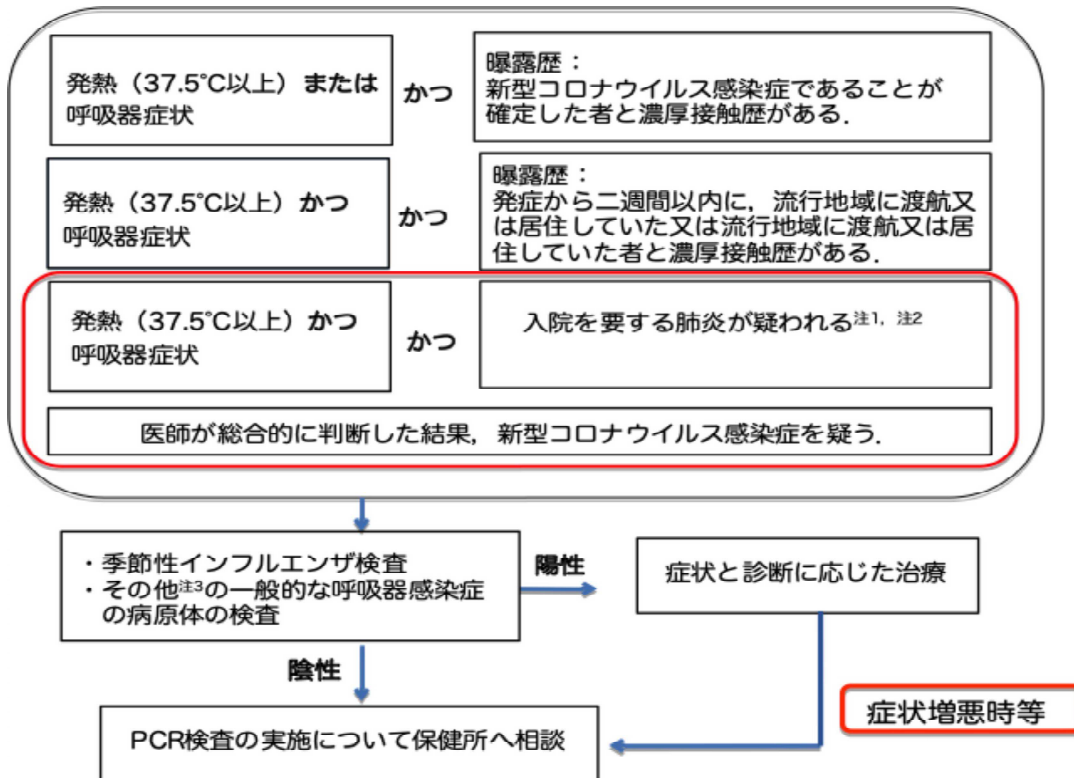 発熱（37.5℃以上）または
呼吸器症状
かつ
曝露歴：
新型コロナウイルス感染症であることが
確定した者と濃厚接触歴がある．
発熱（37.5℃以上）かつ
呼吸器症状
かつ
曝露歴：
発症から二週間以内に，流行地域に渡航又
は居住していた又は流行地域に渡航又は居
住していた者と濃厚接触歴がある．
発熱（37.5℃以上）かつ
呼吸器症状
かつ
入院を要する肺炎が疑われる注1，注2
医師が総合的に判断した結果，新型コロナウイルス感染症を疑う．
・季節性インフルエンザ検査
・その他注3の一般的な呼吸器感染症
の病原体の検査
陽性
症状と診断に応じた治療
陰性
症状増悪時等
PCR検査の実施について保健所へ相談